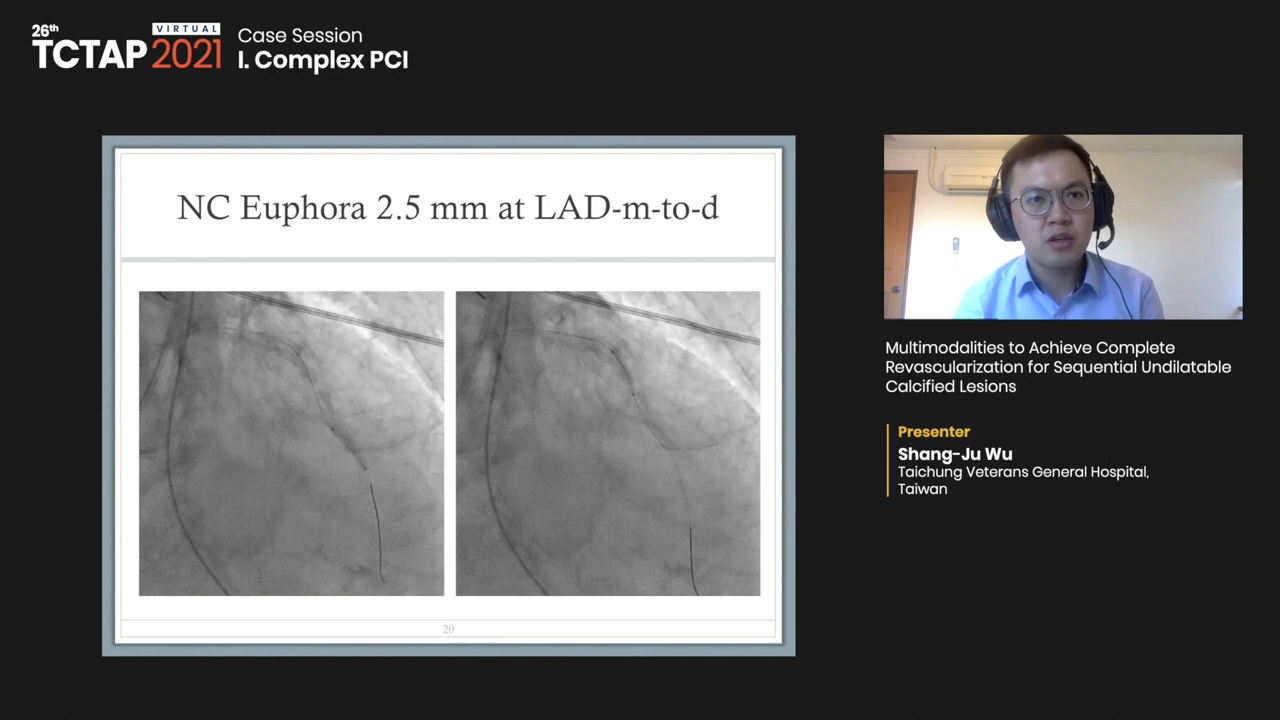 26th
VIRTUAL
TCTAP 2021
Case Session
I. Complex PCI
NC Euphora 2.5 mm at LAD-m-to-d
20
Multimodalities to Achieve Complete
Revascularization for Sequential Undilatable
Calcified Lesions
Presenter
Shang-Ju Wu
Taichung Veterans General Hospital,
Taiwan